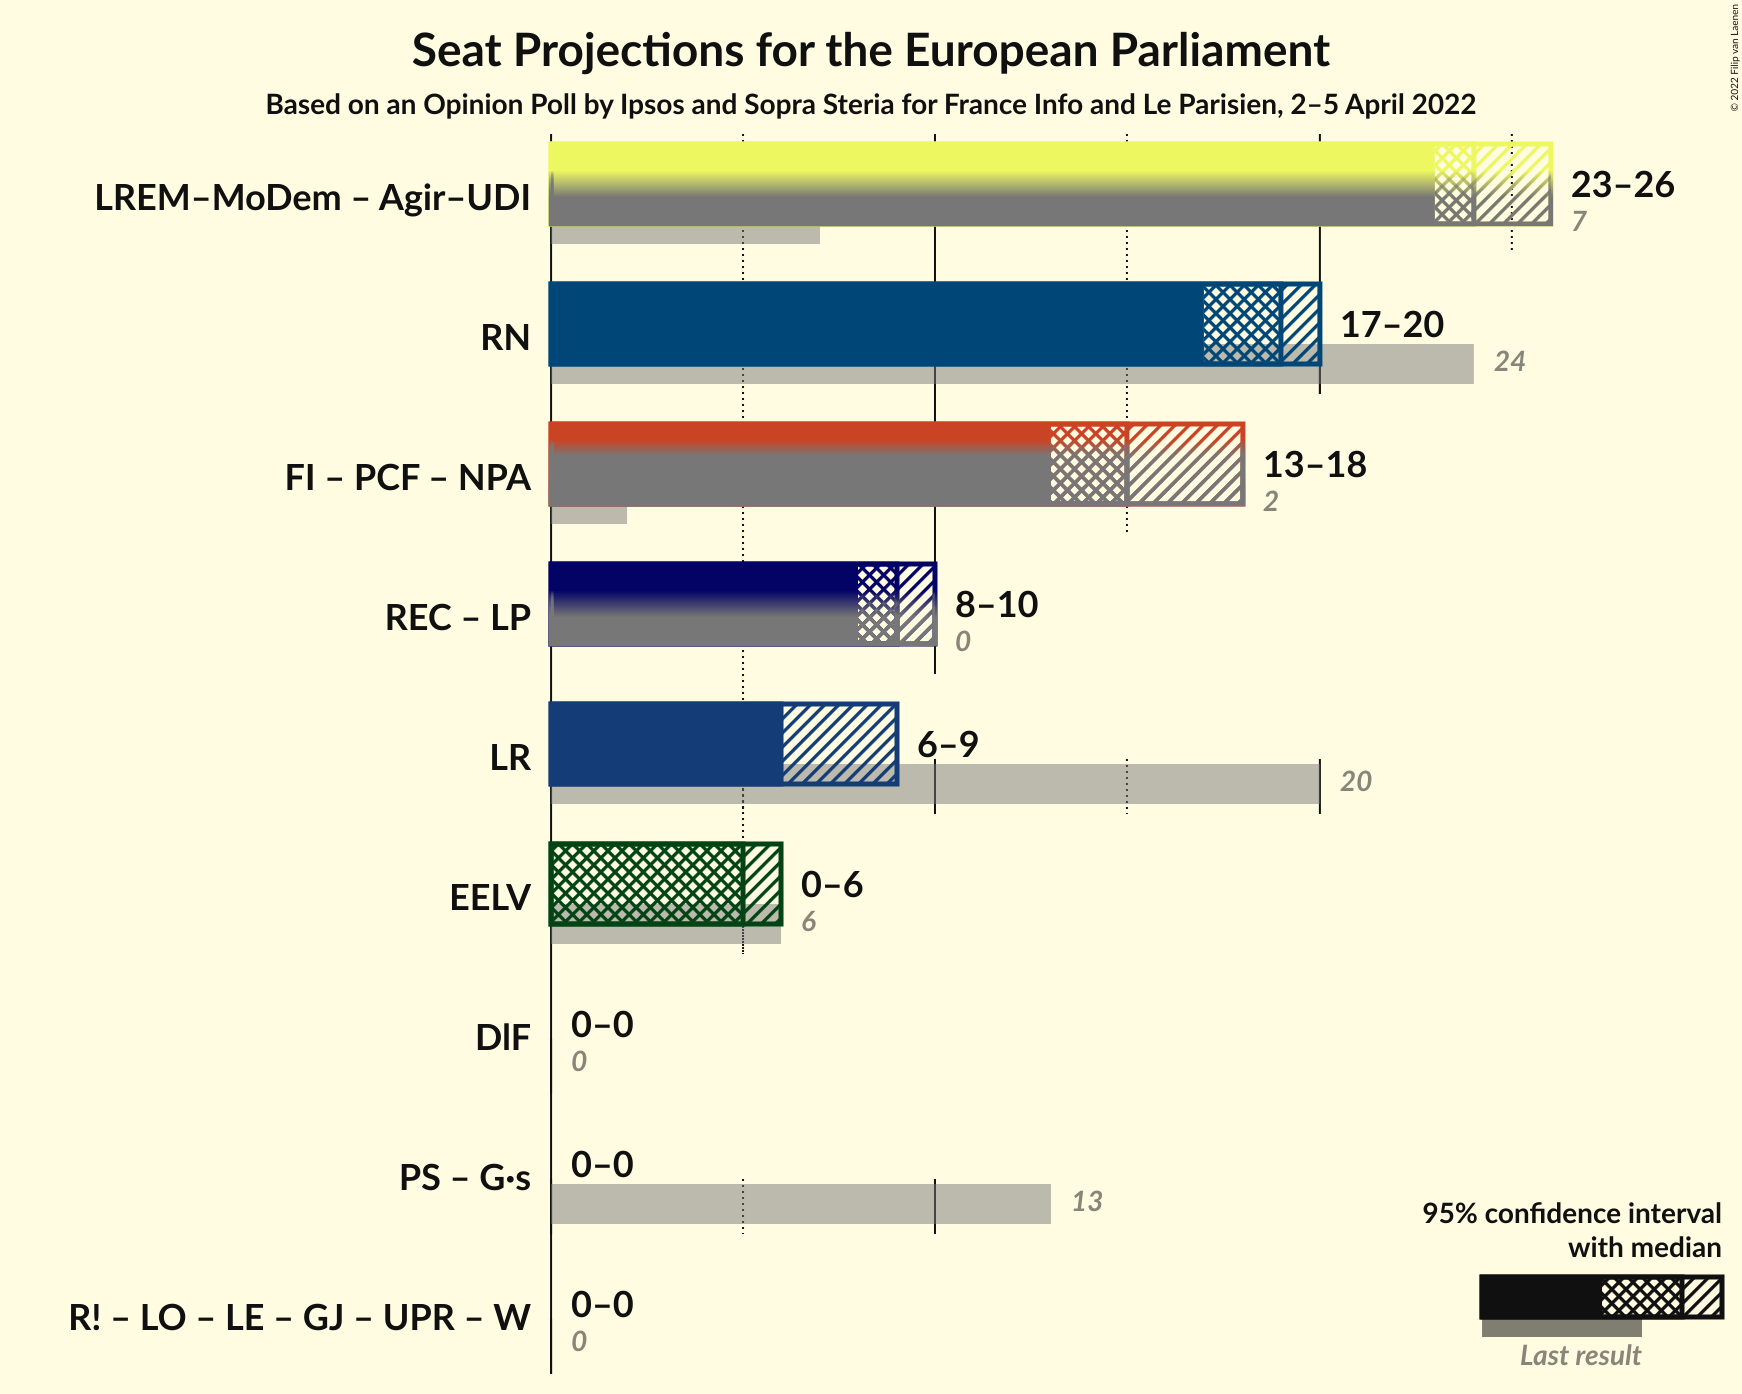 Seat Projections for the European Parliament
Based on an Opinion Poll by Ipsos and Sopra Steria for France Info and Le Parisien, 2–5 April 2022
© 2022 Filip van Laenen
LREM–MoDem – Agir–UDI
23–26
7
RN
17–20
24
FI – PCF – NPA
13–18
2
REC – LP
8–10
0
LR
6–9
20
EELV
0–6
6
DlF
0–0
0
PS – G·s
0–0
13
R! – LO – LE – GJ – UPR – W
0–0
0
95% confidence interval
with median
Last result